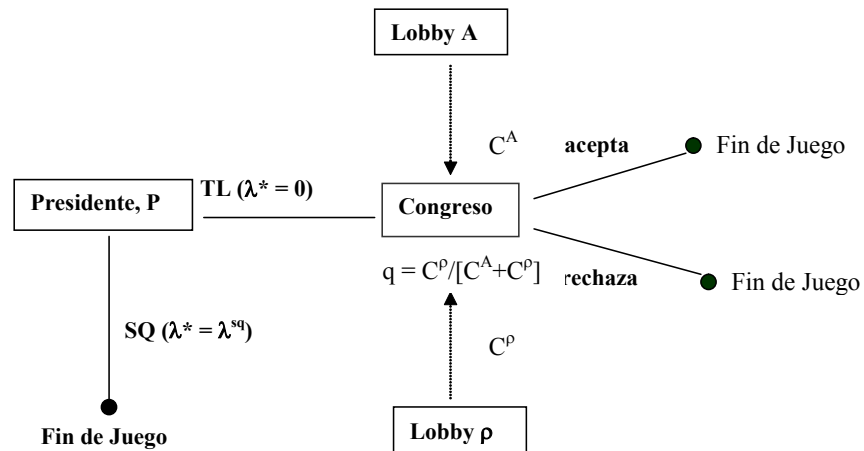 Lobby A
C^A
acepta
Fin de Juego
TL (λ* = 0)
Presidente, P
Congreso
q = C^ρ/[C^A+C^ρ]
rechaza
Fin de Juego
SQ (λ* = λ^sq)
C^ρ
Fin de Juego
Lobby ρ